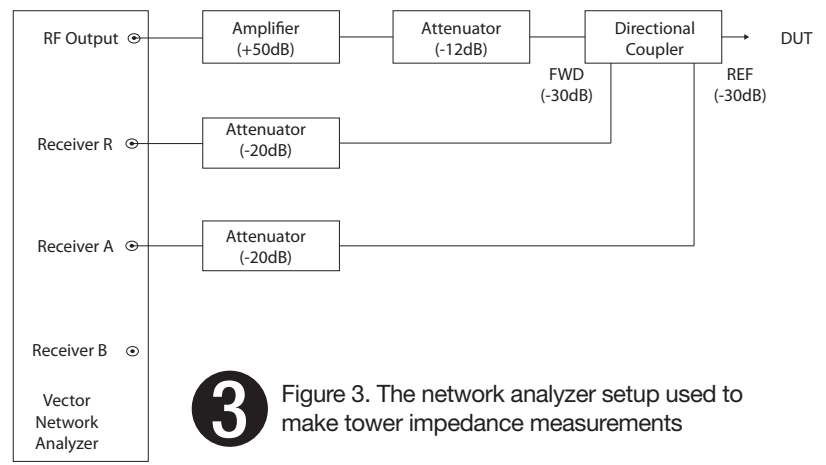 RF Output
Amplifier
(+50dB)
Attenuator
(-12dB)
Directional
Coupler
DUT
FWD
(-30dB)
REF
(-30dB)
Receiver R
Attenuator
(-20dB)
Receiver A
Attenuator
(-20dB)
Receiver B
Vector
Network
Analyzer
3
Figure 3. The network analyzer setup used to
make tower impedance measurements